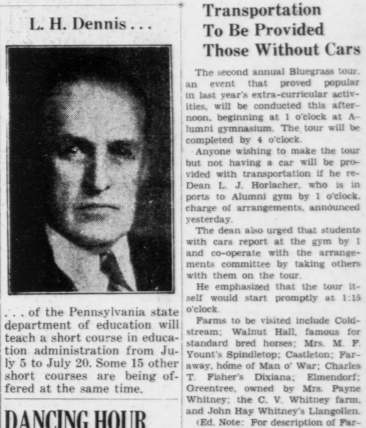 L. H. Dennis . . .
. . . of the Pennsylvania state
department of education will
teach a short course in educa-
tion administration from Ju-
ly 5 to July 20. Some 15 other
short courses are being of-
fered at the same time.
DANCING HOUR
Transportation
To Be Provided
Those Without Cars
The second annual Bluegrass tour,
an event that proved popular
in last year's extra-curricular activ-
ities, will be conducted this after-
noon, beginning at 1 o'clock at A-
lumni gymnasium. The tour will be
completed by 4 o'clock.
Anyone wishing to make the tour
but not having a car will be pro-
vided with transportation if he re-
Dean L. J. Horlacher, who is in
ports to Alumni gym by 1 o'clock,
charge of arrangements, announced
yesterday.
The dean also urged that students
with cars report at the gym by 1
and co-operate with the arrange-
ments committee by taking others
with them on the tour.
He emphasized that the tour it-
self would start promptly at 1:15
o'clock.
Farms to be visited include Cold-
stream; Walnut Hall, famous for
standard bred horses; Mrs. M. F.
Yount's Spindletop; Castleton; Far-
away, home of Man o' War; Charles
T. Fisher's Dixiana; Elmendorf;
Greentree, owned by Mrs. Payne
Whitney; the C. V. Whitney farm,
and John Hay Whitney's Llangollen.
(Ed. Note: For description of Far-